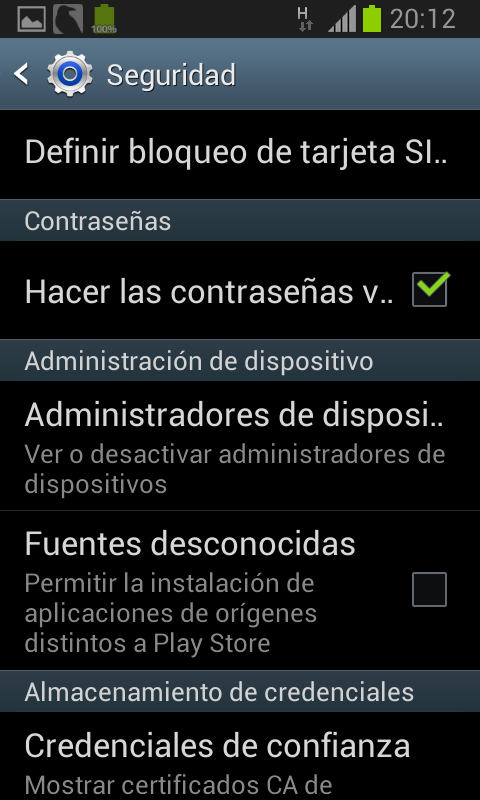 100%
H
20:12
Seguridad
Definir bloqueo de tarjeta SI..
Contraseñas
Hacer las contraseñas v..
Administración de dispositivo
Administradores de disposi..
Ver o desactivar administradores de
dispositivos
Fuentes desconocidas
Permitir la instalación de
aplicaciones de orígenes
distintos a Play Store
Almacenamiento de credenciales
Credenciales de confianza
Mostrar certificados CA de